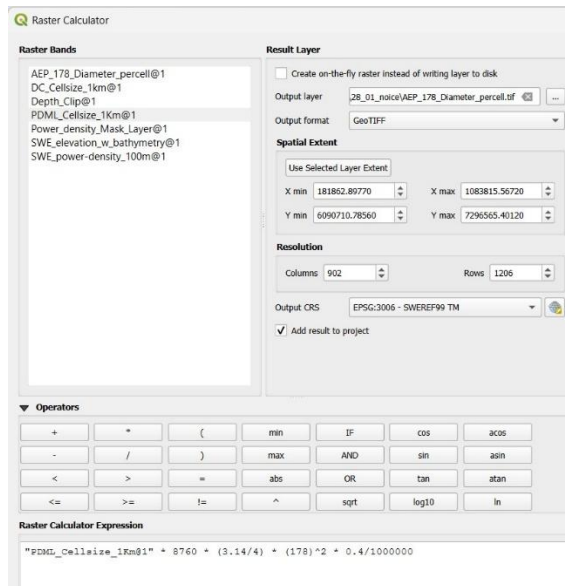 Raster Calculator
Raster Bands
AEP_178_Diameter_percell@1
DC_Cellsize_1km@1
Depth_Clip@1
PDML_Cellsize_1Km@1
Power_density_Mask_Layer@1
SWE_elevation_w_bathymetry@1
SWE_power-density_100m@1
Result Layer
Create on-the-fly raster instead of writing layer to disk
Output layer _28_01_noice\AEP_178_Diameter_percell.tif ...
Output format GeoTIFF
Spatial Extent
Use Selected Layer Extent
X min 181862.89770 X max 1083815.56720
Y min 6090710.78560 Y max 7296565.40120
Resolution
Columns 902 Rows 1206
Output CRS EPSG:3006 - SWEREF99 TM
Add result to project
Operators
+ * ( min IF cos acos
- / ) max AND sin asin
< > = abs OR tan atan
<= >= != ^ sqrt log10 ln
Raster Calculator Expression
"PDML_Cellsize_1Km@1" * 8760 * (3.14/4) * (178)^2 * 0.4/1000000